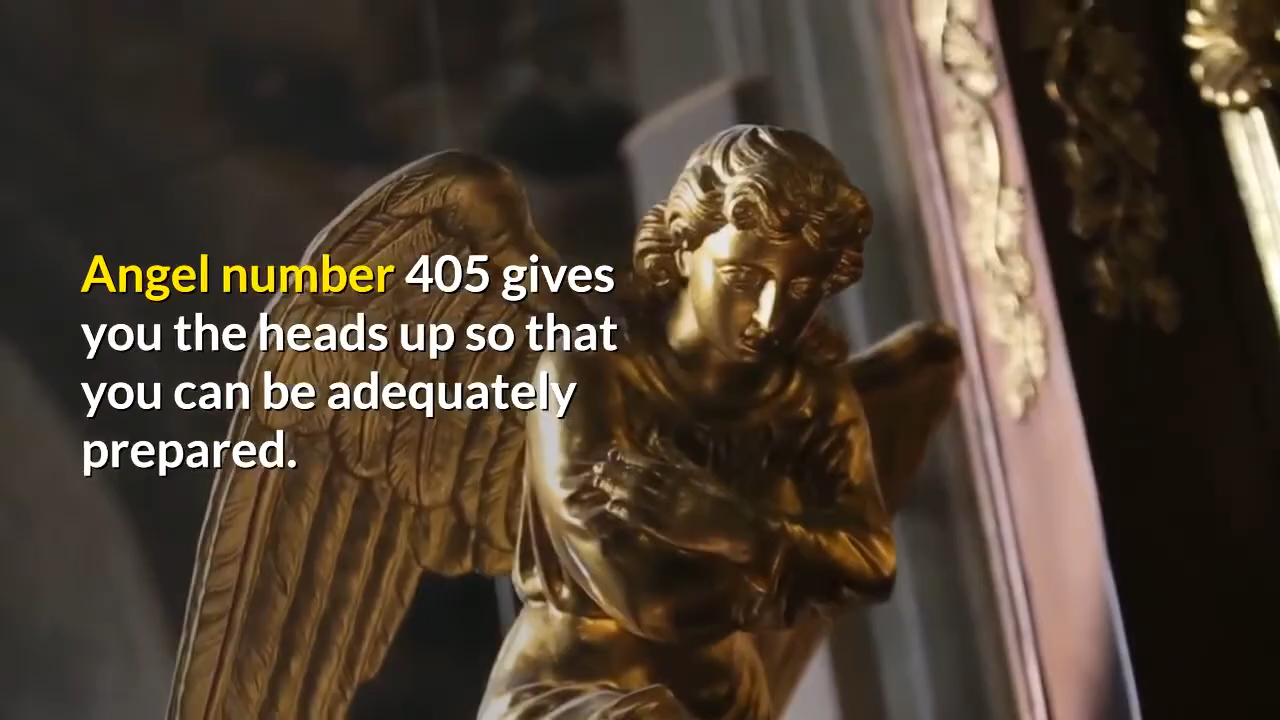 Angel number 405 gives
you the heads up so that
you can be adequately
prepared.